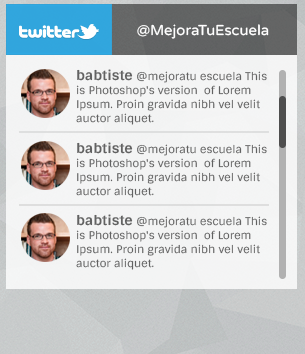 twitter
@MejoraTuEscuela
babtiste @mejoratu escuela This
is Photoshop's version of Lorem
Ipsum. Proin gravida nibh vel velit
auctor aliquet.
babtiste @mejoratu escuela This
is Photoshop's version of Lorem
Ipsum. Proin gravida nibh vel velit
auctor aliquet.
babtiste @mejoratu escuela This
is Photoshop's version of Lorem
Ipsum. Proin gravida nibh vel velit
auctor aliquet.